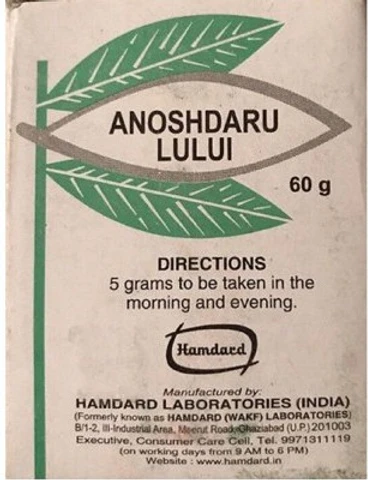 ANOSHDARU
LULUI
60 g
DIRECTIONS
5 grams to be taken in the
morning and evening.
Hamdard
Manufactured by:
HAMDARD LABORATORIES (INDIA)
(Formerly known as HAMDARD (WAKF) LABORATORIES)
B/1-2, III-Industrial Area, Meerut Road, Ghaziabad (U.P.) 201003
Executive, Consumer Care Cell, Tel. 9971311119
(on working days from 9 AM to 6 PM)
Website : www.hamdard.in